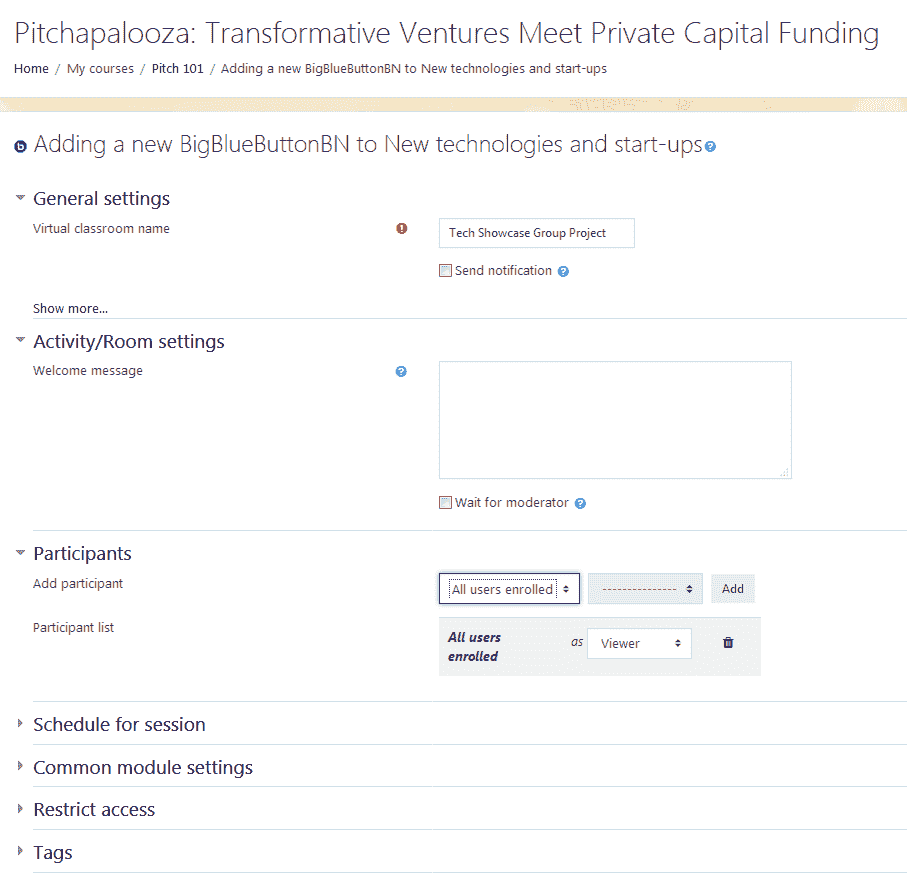 Pitchapalooza: Transformative Ventures Meet Private Capital Funding
Home / My courses / Pitch 101 / Adding a new BigBlueButtonBN to New technologies and start-ups
Adding a new BigBlueButtonBN to New technologies and start-ups
General settings
Virtual classroom name
Tech Showcase Group Project
Send notification
Show more...
Activity/Room settings
Welcome message
Wait for moderator
Participants
Add participant
All users enrolled
---------------
Add
Participant list
All users
enrolled
as
Viewer
Schedule for session
Common module settings
Restrict access
Tags